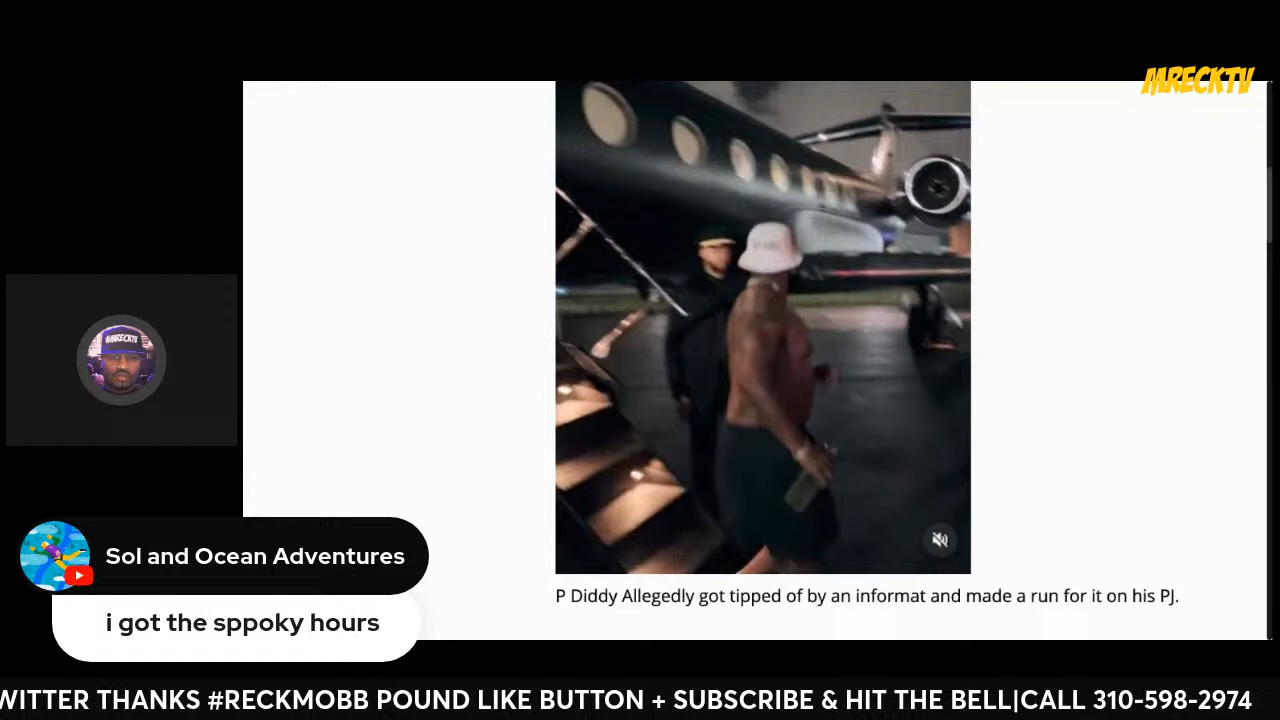 MRECKTV
#MRECKTV
P Diddy Allegedly got tipped of by an informat and made a run for it on his PJ.
Sol and Ocean Adventures
i got the sppoky hours
WITTER THANKS #RECKMOBB POUND LIKE BUTTON + SUBSCRIBE & HIT THE BELL|CALL 310-598-2974